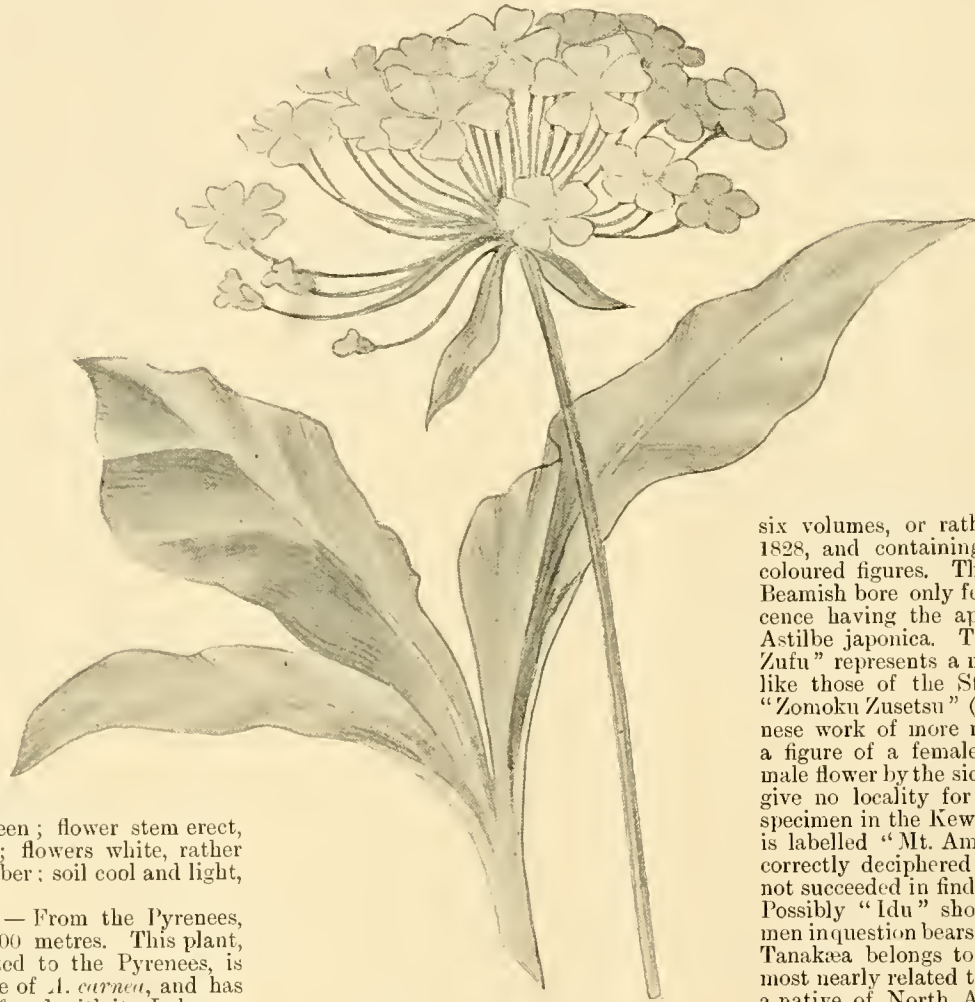 een ; flower stem erect,
; flowers white, rather
ber ; soil cool and light,
— From the Pyrenees,
00 metres. This plant,
ted to the Pyrenees, is
e of A. carnea, and has
six volumes, or rath
1828, and containing
coloured figures. Th
Beamish bore only fe
cence having the ap
Astilbe japonica. T
Zufu” represents a n
like those of the St
“Zomoku Zusetsu” (
nese work of more r
a figure of a female
male flower by the sid
give no locality for
specimen in the Kew
is labelled “Mt. Am
correctly deciphered
not succeeded in find
Possibly “Idu” sho
men in question bears
Tanakæa belongs to
most nearly related t
a native of North A